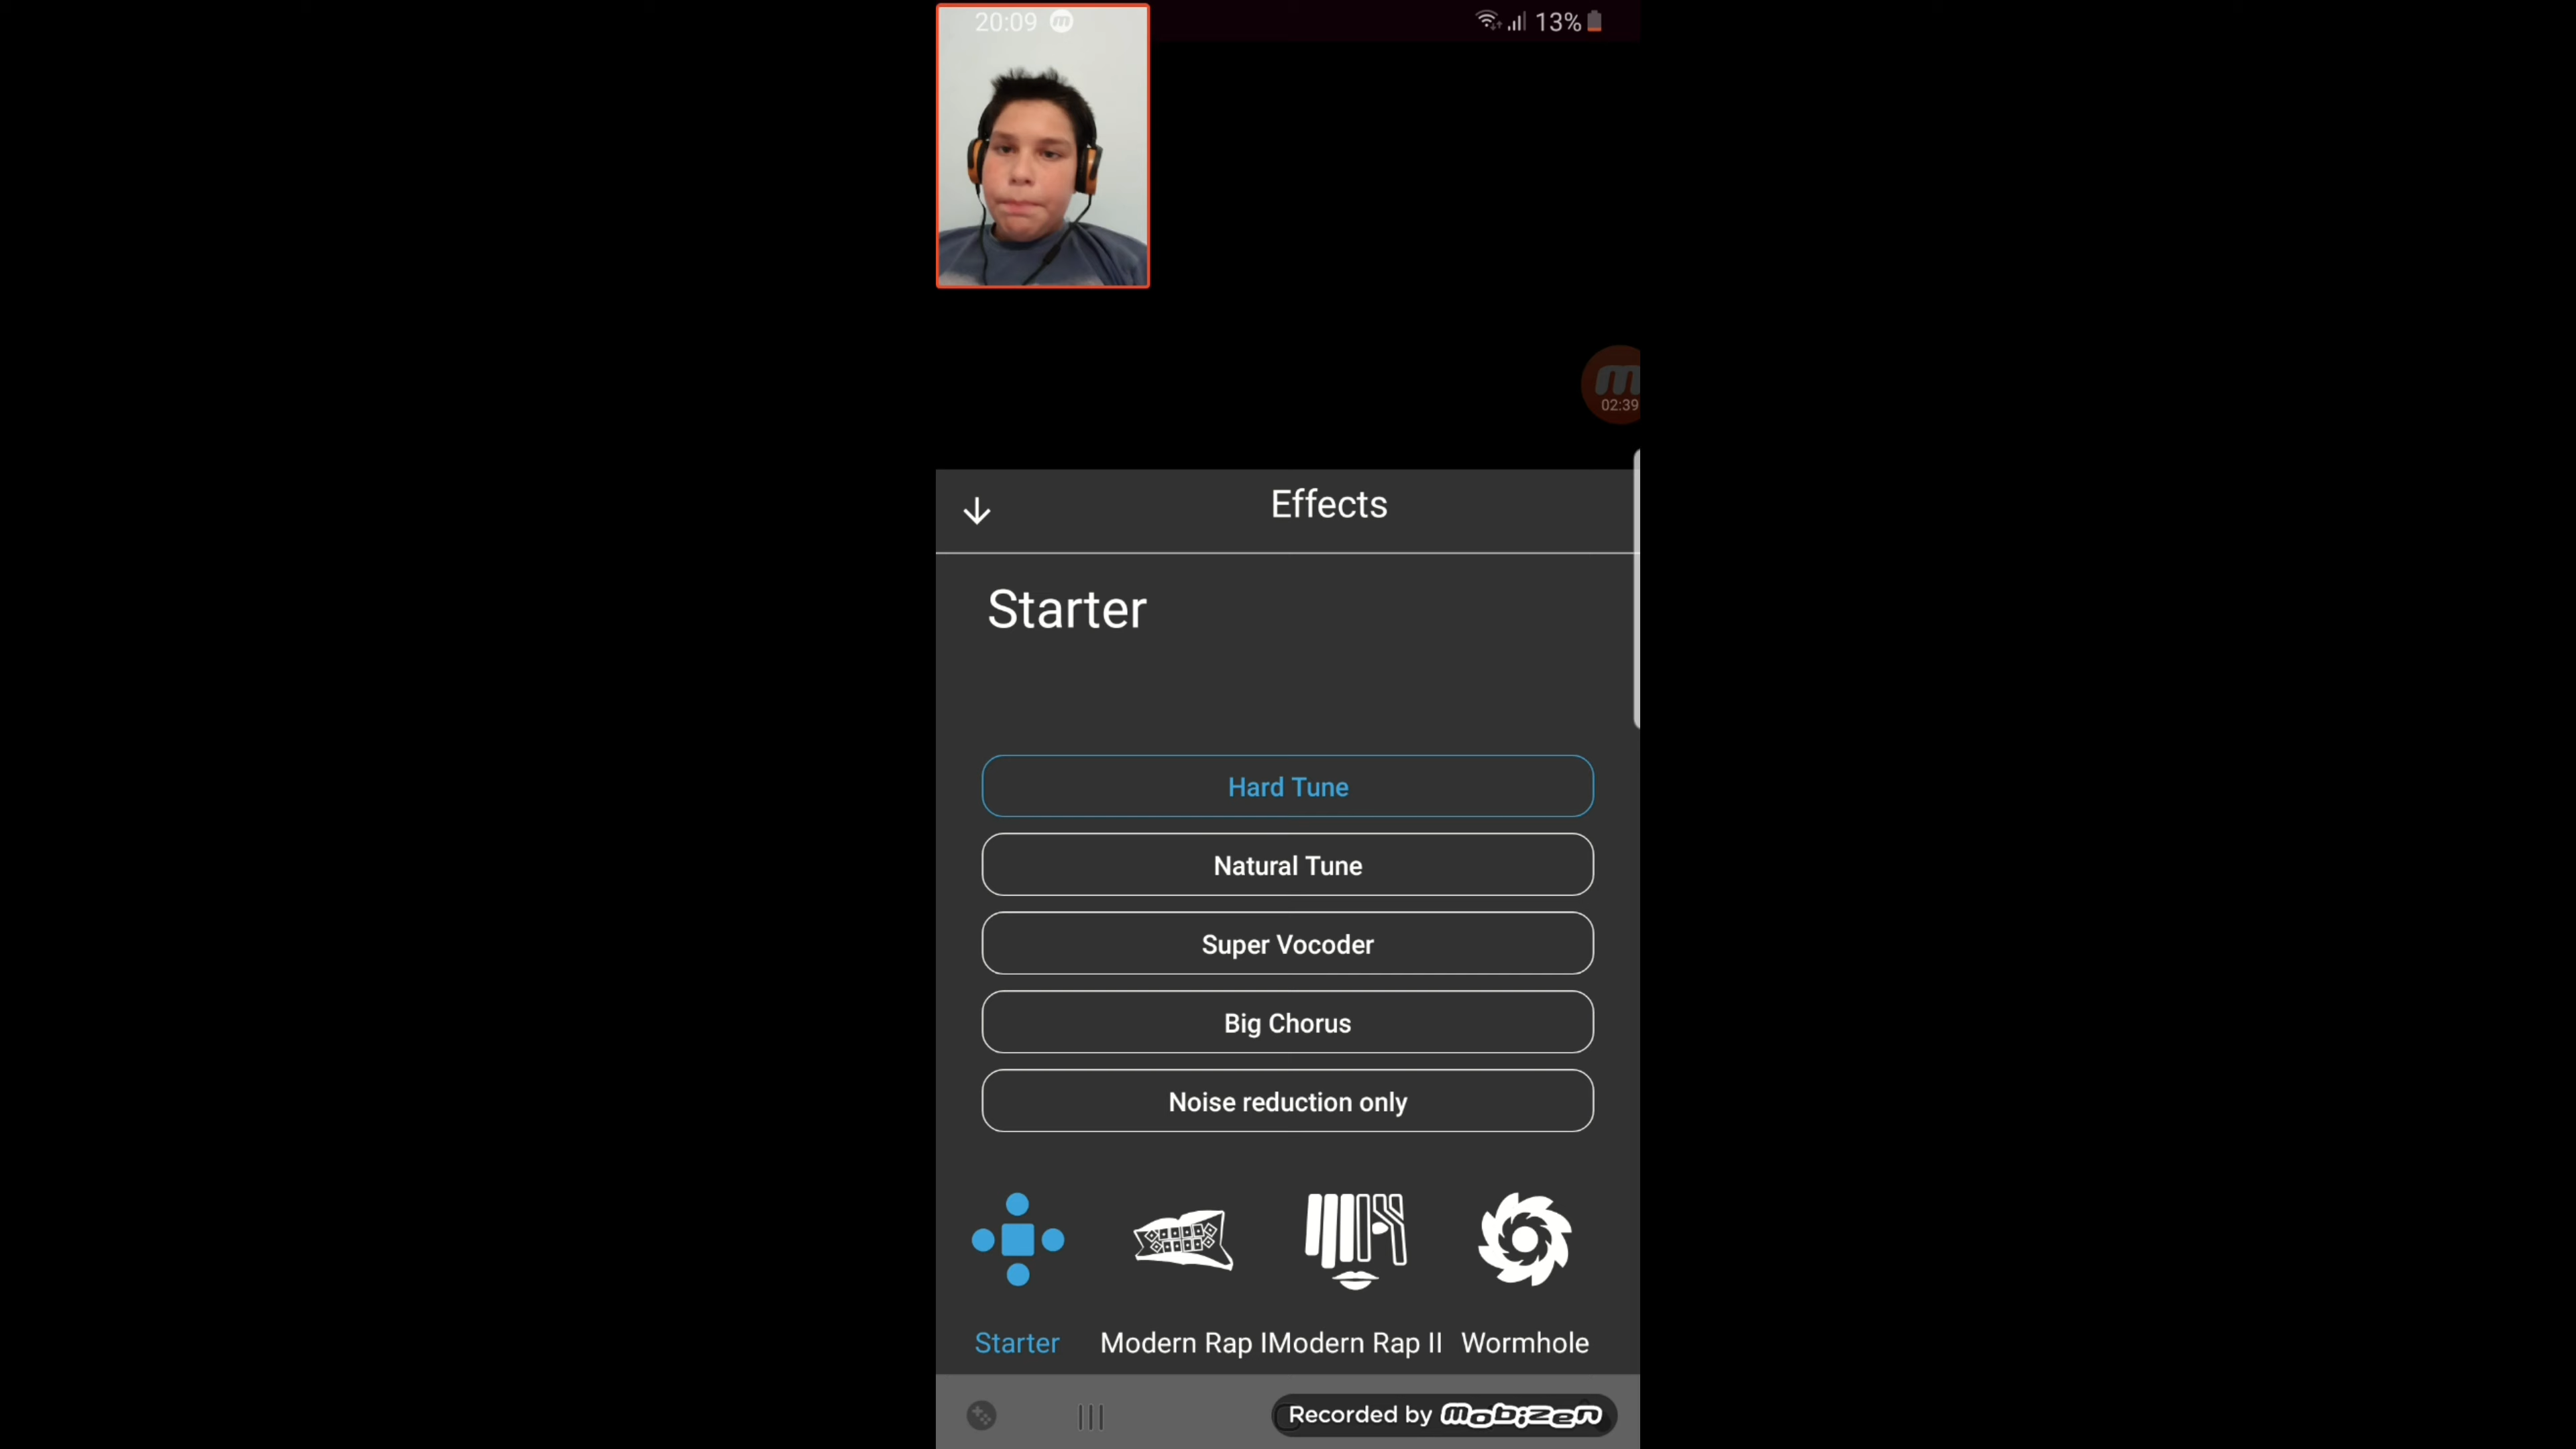 20:09 m 13%
m
02:39
Effects
Starter
Hard Tune
Natural Tune
Super Vocoder
Big Chorus
Noise reduction only
Starter Modern Rap I Modern Rap II Wormhole
Recorded by mobizen